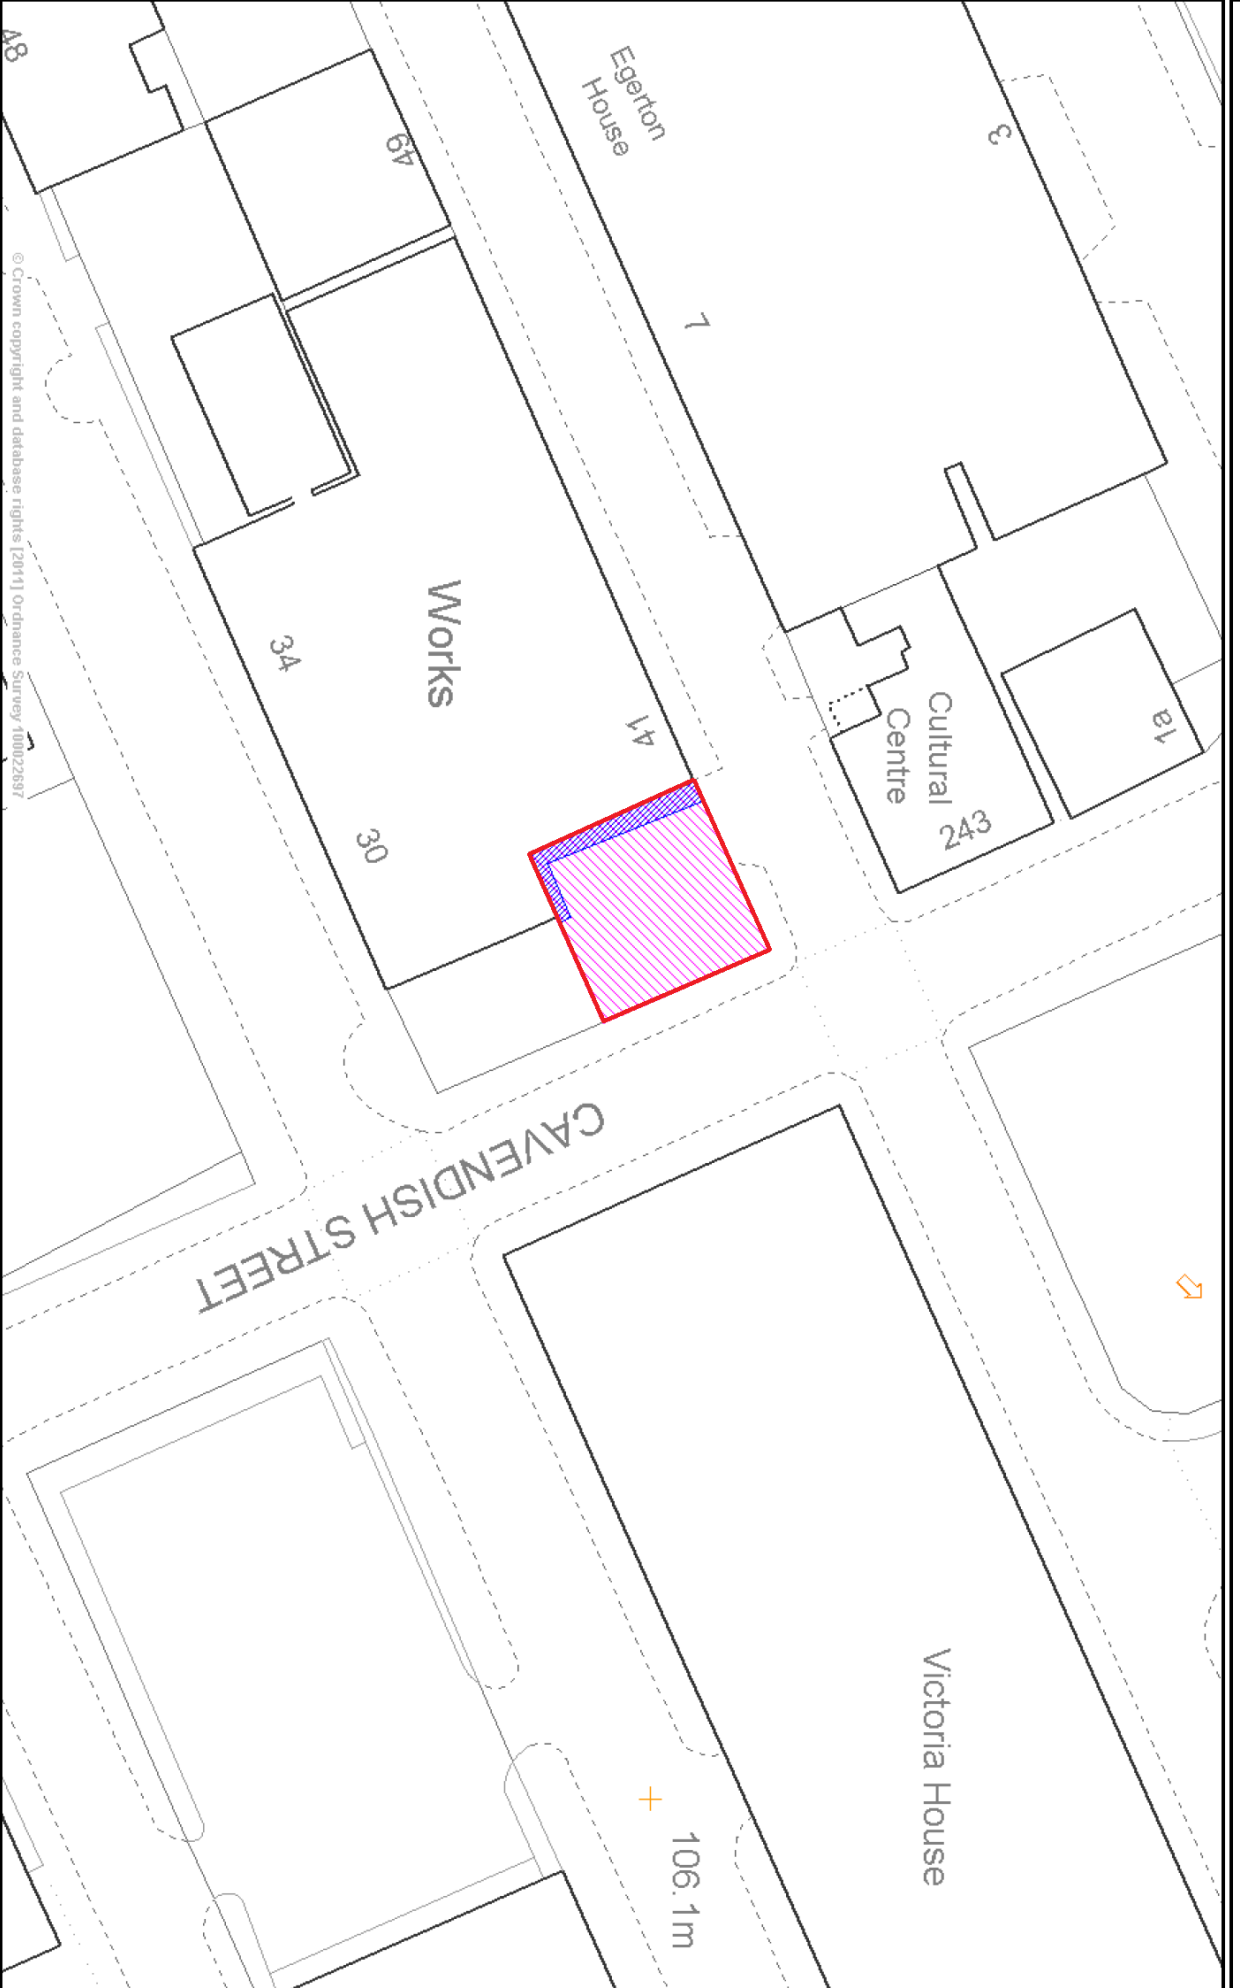 48
49
Egerton
House
3
7
Works
34
41
30
Cultural
Centre
1a
243
CAVENDISH STREET
Victoria House
106.1m
© Crown copyright and database rights [2011] Ordnance Survey 100022697